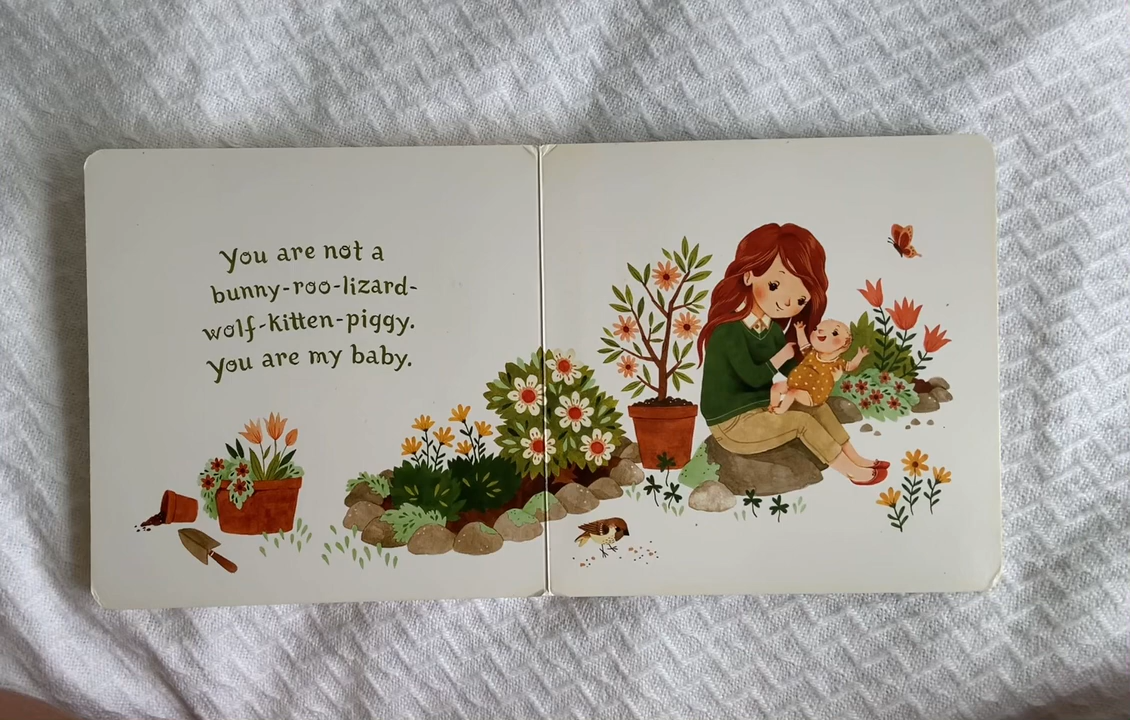 You are not a
bunny-roo-lizard-
wolf-kitten-piggy.
You are my baby.